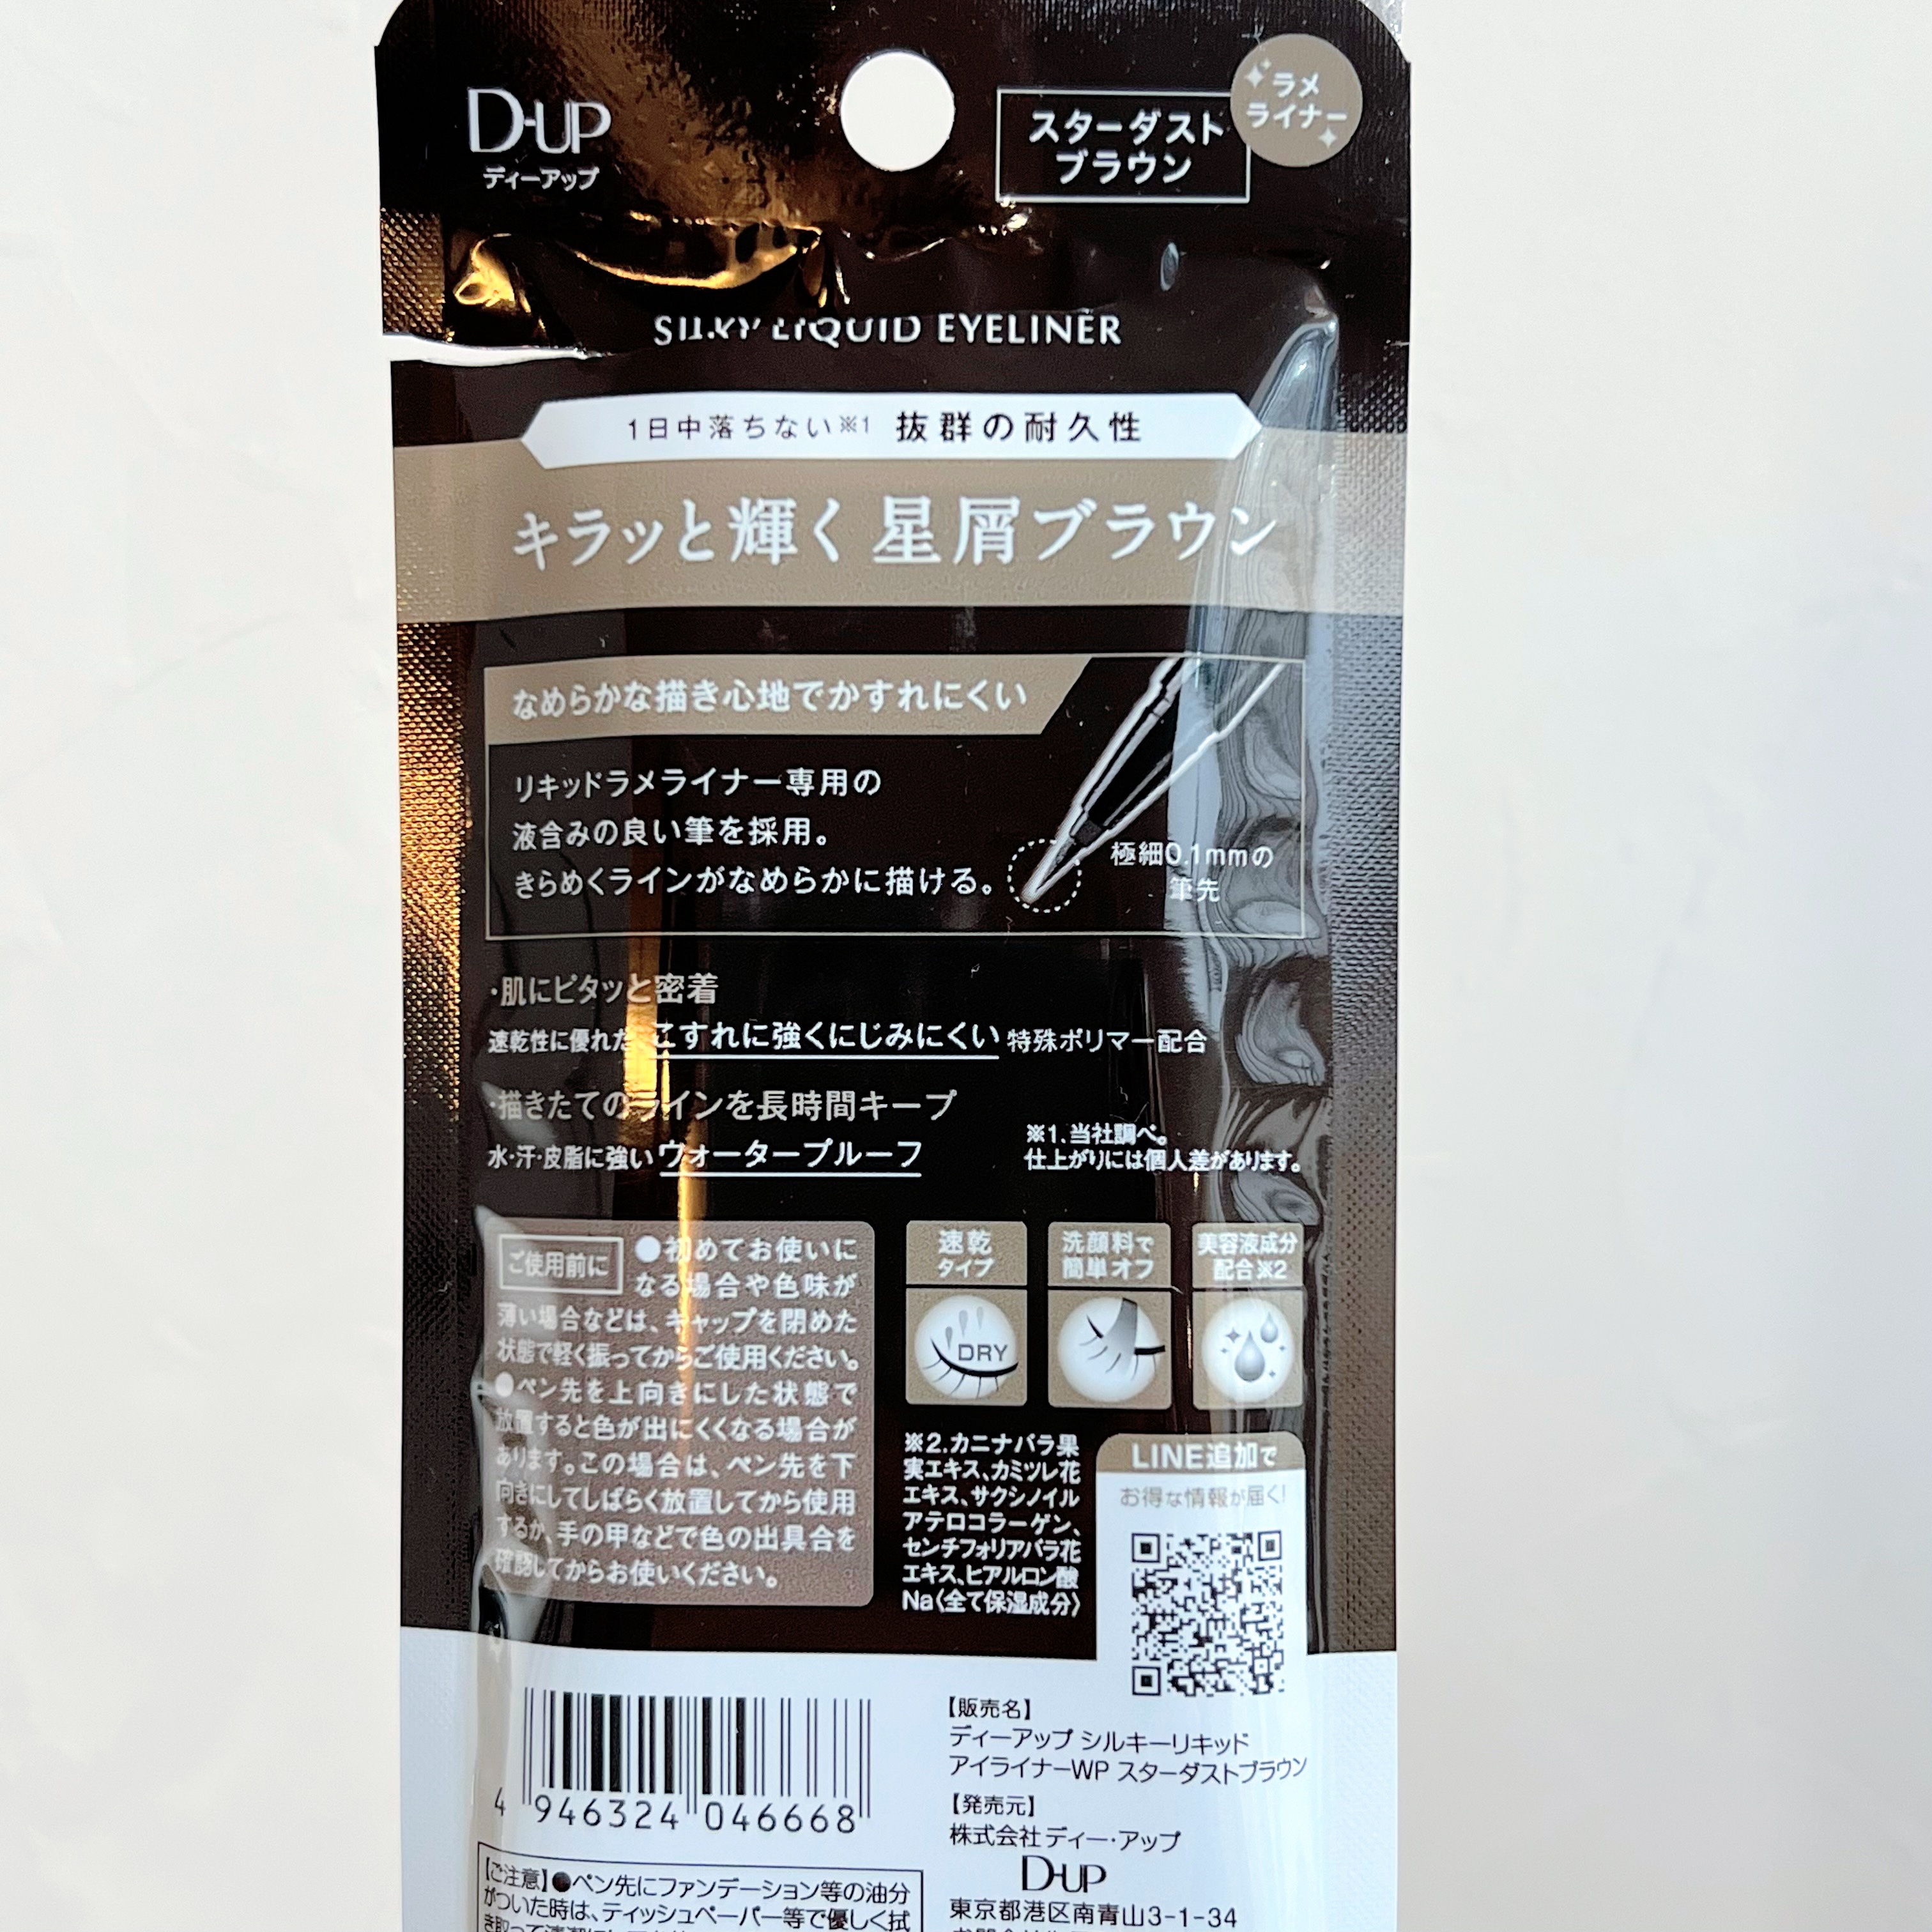 D-UP
ディーアップ
スターダスト
ブラウン
ラメ
ライナー
SILKY LIQUID EYELINER
1日中落ちない※1 抜群の耐久性
キラッと輝く星屑ブラウン
なめらかな描き心地でかすれにくい
リキッドラメライナー専用の
液含みの良い筆を採用。
きらめくラインがなめらかに描ける。
極細0.1mmの
筆先
・肌にピタッと密着
速乾性に優れた こすれに強くにじみにくい 特殊ポリマー配合
・描きたてのラインを長時間キープ
水・汗・皮脂に強いウォータープルーフ
※1.当社調べ。
仕上がりには個人差があります。
ご使用前に
●初めてお使いに
なる場合や色味が
薄い場合などは、キャップを閉めた
状態で軽く振ってからご使用ください。
●ペン先を上向きにした状態で
放置すると色が出にくくなる場合が
あります。この場合は、ペン先を下
向きにしてしばらく放置してから使用
するか、手の甲などで色の出具合を
確認してからお使いください。
速乾
タイプ
DRY
洗顔料で
簡単オフ
美容液成分
配合※2
※2.カニナバラ果
実エキス、カミツレ花
エキス、サクシノイル
アテロコラーゲン、
センチフォリアバラ花
エキス、ヒアルロン酸
Na〈全て保湿成分〉
LINE追加で
お得な情報が届く!
4 946324 046668
【販売名】
ディーアップ シルキーリキッド
アイライナーWP スターダストブラウン
【発売元】
株式会社ディー・アップ
D-UP
東京都港区南青山3-1-34
【ご注意】●ペン先にファンデーション等の油分
がついた時は、ティッシュペーパー等で優しく拭